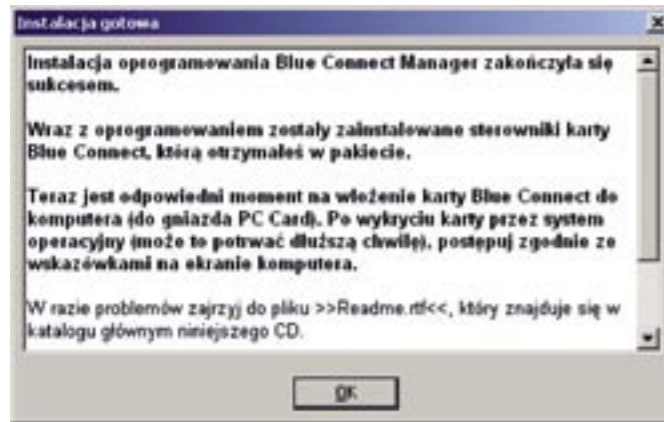 Instalacja gotowa
Instalacja oprogramowania Blue Connect Manager zakończyła się
sukcesem.
Wraz z oprogramowaniem zostały zainstalowane sterowniki karty
Blue Connect, którą otrzymałeś w pakiecie.
Teraz jest odpowiedni moment na włożenie karty Blue Connect do
komputera (do gniazda PC Card). Po wykryciu karty przez system
operacyjny (może to potrwać dłuższą chwilę), postępuj zgodnie ze
wskazówkami na ekranie komputera.
W razie problemów zajrzyj do pliku >>Readme.rtf<<, który znajduje się w
katalogu głównym niniejszego CD.
OK